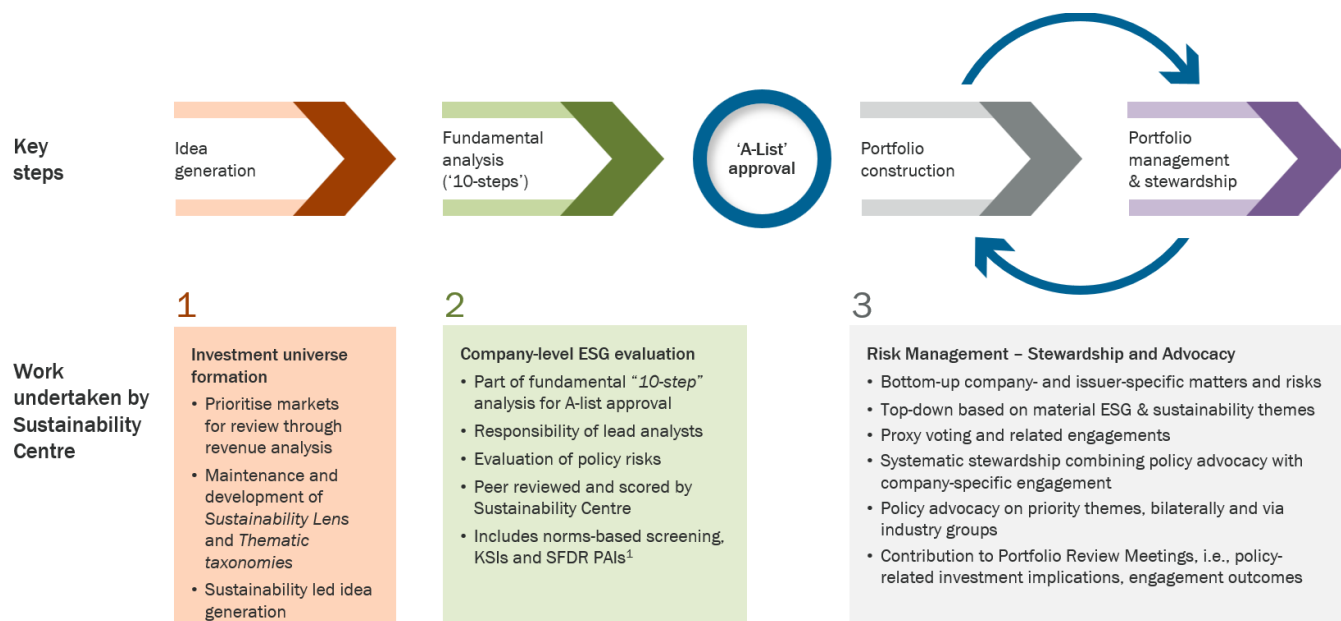 Key
steps
Idea
generation
Fundamental
analysis
(‘10-steps’)
‘A-List’
approval
Portfolio
construction
Portfolio
management
& stewardship
Work
undertaken by
Sustainability
Centre
1
Investment universe
formation
• Prioritise markets
for review through
revenue analysis
• Maintenance and
development of
Sustainability Lens
and Thematic
taxonomies
• Sustainability led idea
generation
2
Company-level ESG evaluation
• Part of fundamental “10-step”
analysis for A-list approval
• Responsibility of lead analysts
• Evaluation of policy risks
• Peer reviewed and scored by
Sustainability Centre
• Includes norms-based screening,
KSIs and SFDR PAIs¹
3
Risk Management – Stewardship and Advocacy
• Bottom-up company- and issuer-specific matters and risks
• Top-down based on material ESG & sustainability themes
• Proxy voting and related engagements
• Systematic stewardship combining policy advocacy with
company-specific engagement
• Policy advocacy on priority themes, bilaterally and via
industry groups
• Contribution to Portfolio Review Meetings, i.e., policy-
related investment implications, engagement outcomes